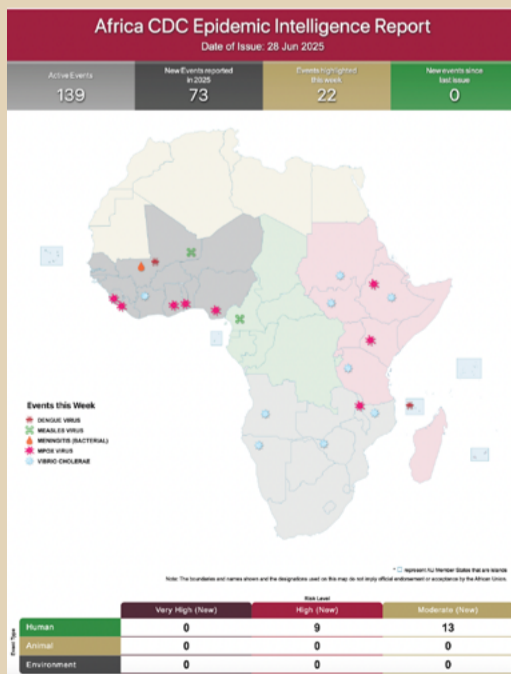 Africa CDC Epidemic Intelligence Report
Date of Issue: 28 Jun 2025
Active Events
139
New Events reported
in 2025
73
Events highlighted
this week
22
New events since
last issue
0
Events this Week
DENGUE VIRUS
MEASLES VIRUS
MENINGITIS (BACTERIAL)
MPOX VIRUS
VIBRIO CHOLERAE
* represent AU Member States that are islands
Note: The boundaries and names shown and the designations used on this map do not imply official endorsement or acceptance by the African Union.
Risk Level
Very High (New) High (New) Moderate (New)
Event Type
Human 0 9 13
Animal 0 0 0
Environment 0 0 0